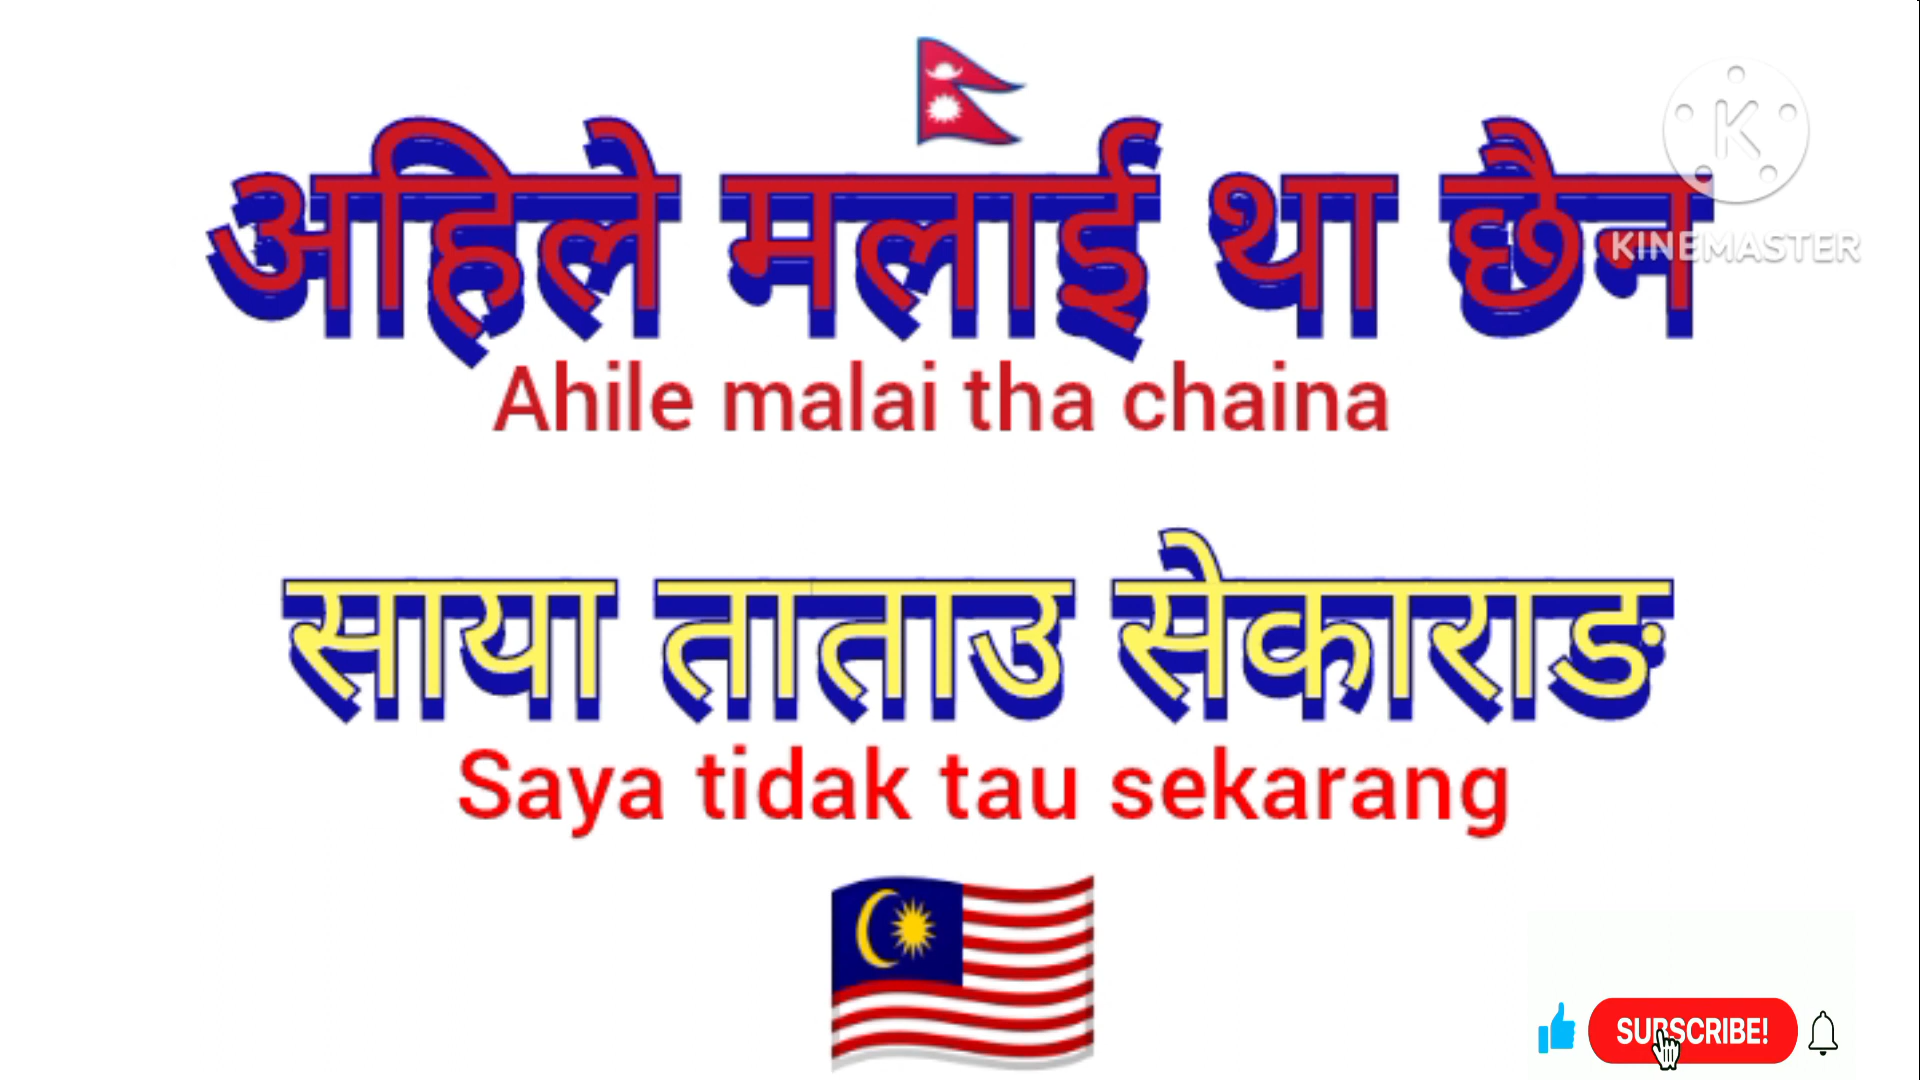 अहिले मलाई था छैन
K
KINEMASTER
Ahile malai tha chaina
साया ताताउ सेकाराङ
Saya tidak tau sekarang
SUBSCRIBE!